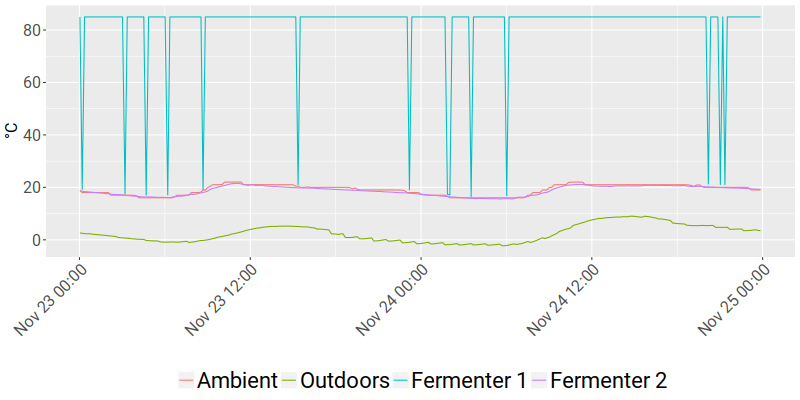 80
60
40
20
0
°C
Nov 23 00:00
Nov 23 12:00
Nov 24 00:00
Nov 24 12:00
Nov 25 00:00
Ambient Outdoors Fermenter 1 Fermenter 2